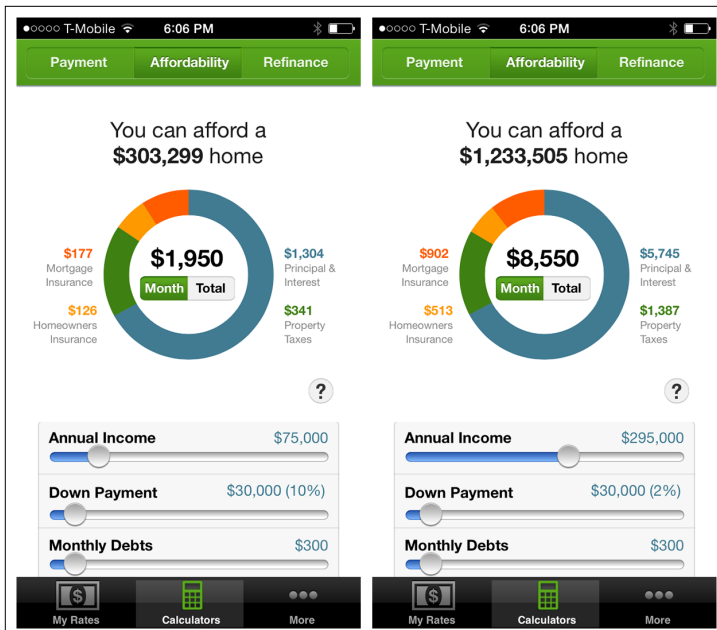 T-Mobile 6:06 PM
Payment Affordability Refinance
You can afford a
$303,299 home
$177
Mortgage
Insurance
$126
Homeowners
Insurance
$1,950
Month Total
$1,304
Principal &
Interest
$341
Property
Taxes
?
Annual Income $75,000
Down Payment $30,000 (10%)
Monthly Debts $300
$
My Rates Calculators More
T-Mobile 6:06 PM
Payment Affordability Refinance
You can afford a
$1,233,505 home
$902
Mortgage
Insurance
$513
Homeowners
Insurance
$8,550
Month Total
$5,745
Principal &
Interest
$1,387
Property
Taxes
?
Annual Income $295,000
Down Payment $30,000 (2%)
Monthly Debts $300
$
My Rates Calculators More